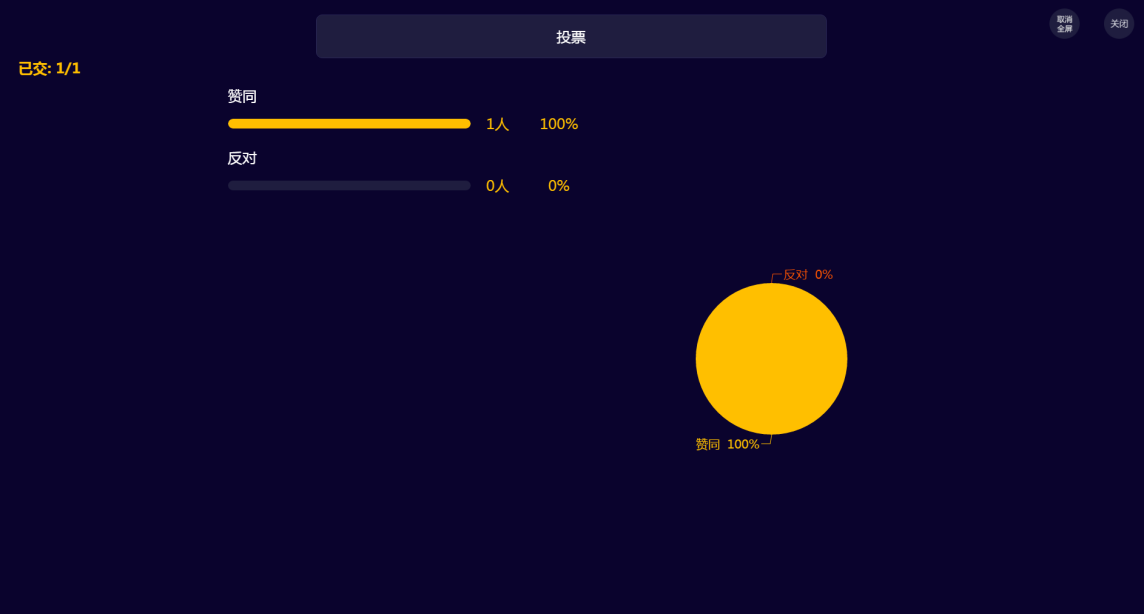 投票
取消
全屏
关闭
已交: 1/1
赞同
1人 100%
反对
0人 0%
反对 0%
赞同 100%